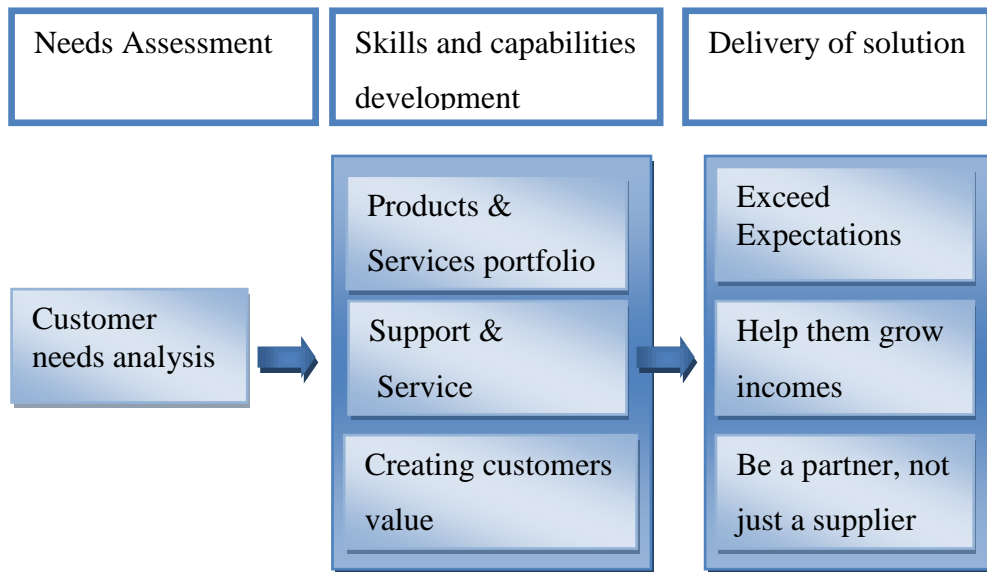 Needs Assessment
Skills and capabilities
development
Delivery of solution
Customer
needs analysis
Products &
Services portfolio
Support &
Service
Creating customers
value
Exceed
Expectations
Help them grow
incomes
Be a partner, not
just a supplier